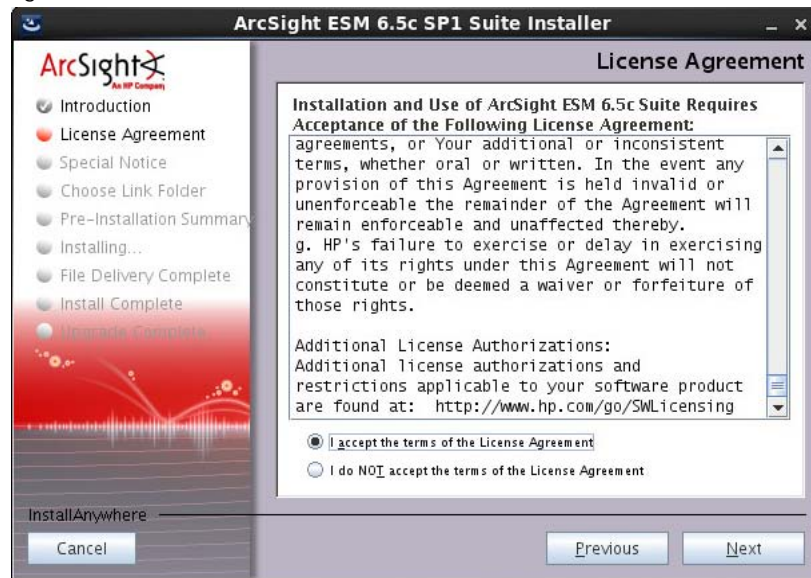 ArcSight ESM 6.5c SP1 Suite Installer
ArcSight
An HP Company
Introduction
License Agreement
Special Notice
Choose Link Folder
Pre-Installation Summary
Installing...
File Delivery Complete
Install Complete
Upgrade Complete
License Agreement
Installation and Use of ArcSight ESM 6.5c Suite Requires
Acceptance of the Following License Agreement:
agreements, or Your additional or inconsistent
terms, whether oral or written. In the event any
provision of this Agreement is held invalid or
unenforceable the remainder of the Agreement will
remain enforceable and unaffected thereby.
g. HP's failure to exercise or delay in exercising
any of its rights under this Agreement will not
constitute or be deemed a waiver or forfeiture of
those rights.
Additional License Authorizations:
Additional license authorizations and
restrictions applicable to your software product
are found at: http://www.hp.com/go/SWLicensing
I accept the terms of the License Agreement
I do NOT accept the terms of the License Agreement
InstallAnywhere
Cancel
Previous
Next